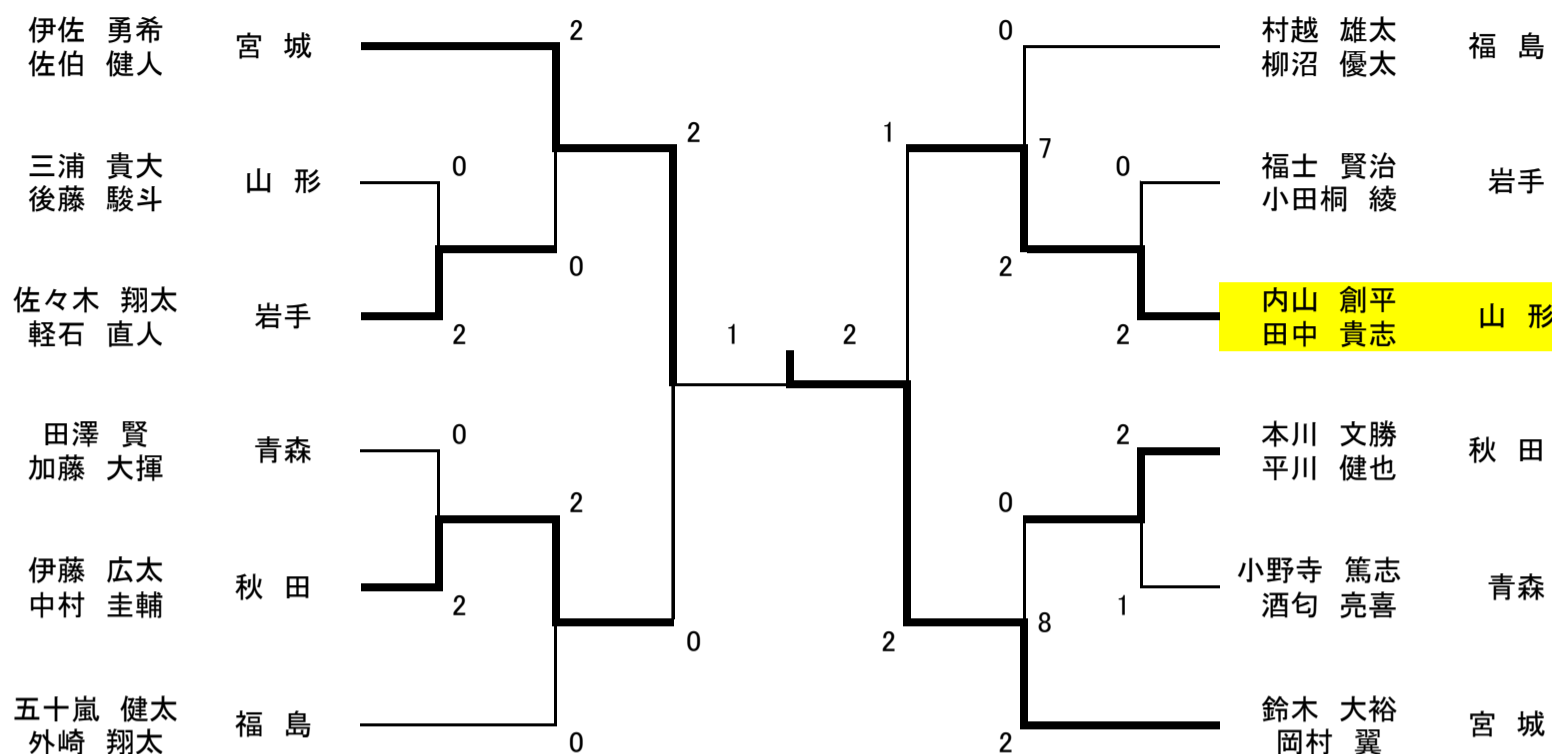 伊佐 勇希
佐伯 健人
宮 城
2
三浦 貴大
後藤 駿斗
山 形
0
2
0
佐々木 翔太
軽石 直人
岩手
2
1
田澤 賢
加藤 大揮
青森
0
2
伊藤 広太
中村 圭輔
秋 田
2
0
五十嵐 健太
外崎 翔太
福 島
0
0
村越 雄太
柳沼 優太
福 島
1
7
0
福士 賢治
小田桐 綾
岩手
2
2
2
内山 創平
田中 貴志
山 形
2
本川 文勝
平川 健也
秋 田
0
1
小野寺 篤志
酒匂 亮喜
青森
2
8
2
鈴木 大裕
岡村 翼
宮 城